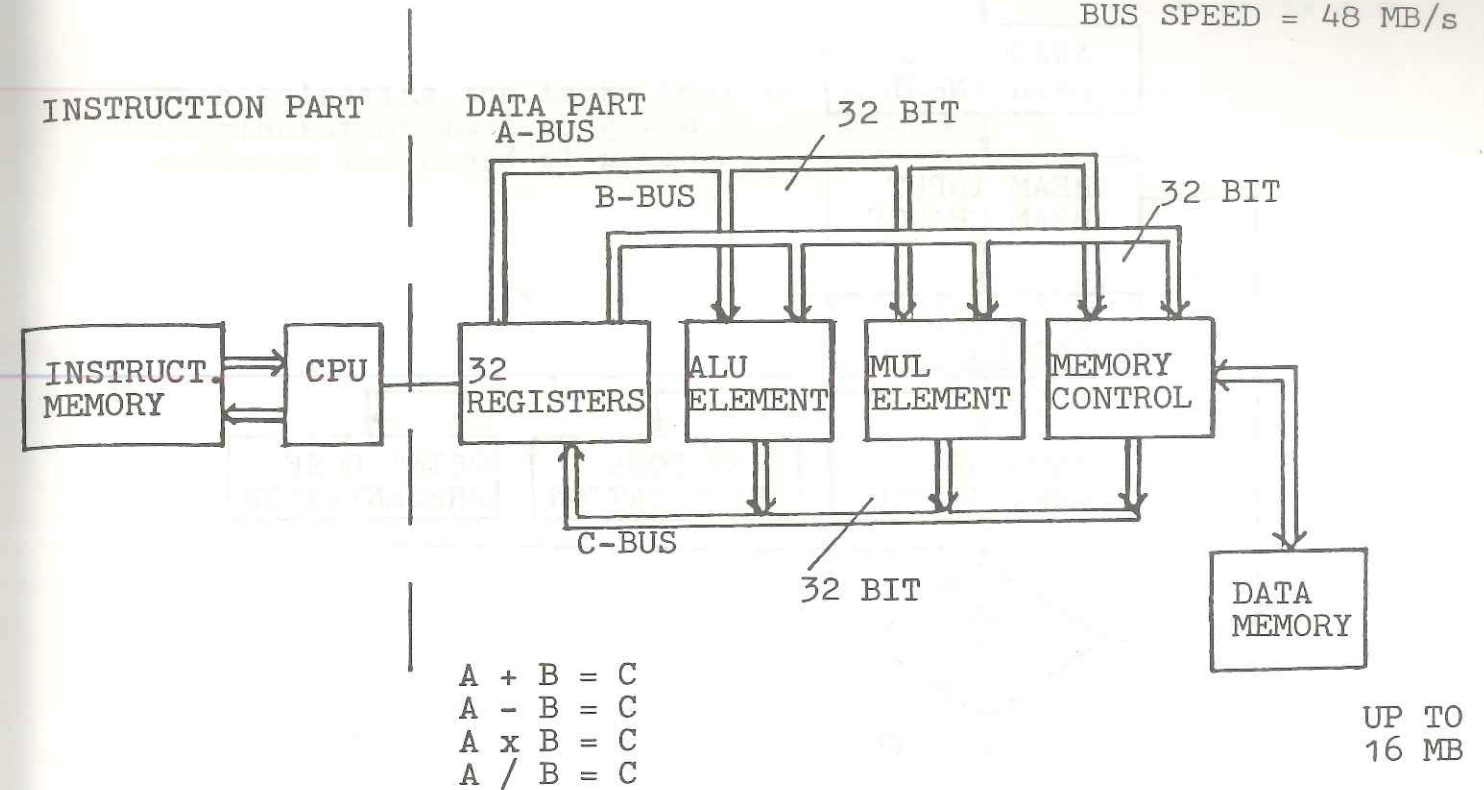 BUS SPEED = 48 MB/s
INSTRUCTION PART
DATA PART
A-BUS
32 BIT
B-BUS
32 BIT
INSTRUCT.
MEMORY
CPU
32
REGISTERS
ALU
ELEMENT
MUL
ELEMENT
MEMORY
CONTROL
C-BUS
32 BIT
DATA
MEMORY
A + B = C
A - B = C
A x B = C
A / B = C
UP TO
16 MB